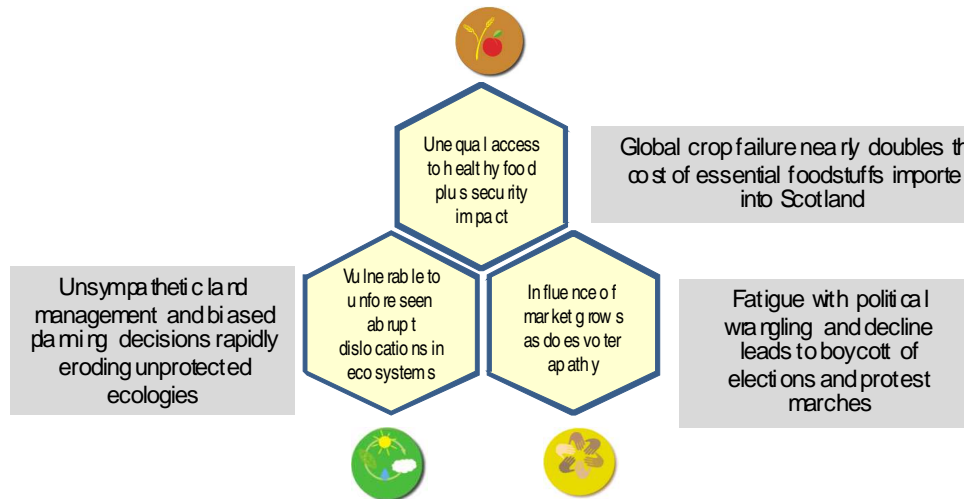 Unequal access
to healthy food
plus security
impact
Global crop failure nearly doubles th
cost of essential foodstuffs importe
into Scotland
Unsympathetic land
management and biased
planning decisions rapidly
eroding unprotected
ecologies
Vulnerable to
unforeseen
abrupt
dislocations in
ecosystems
Influence of
market grows
as does voter
apathy
Fatigue with political
wrangling and decline
leads to boycott of
elections and protest
marches